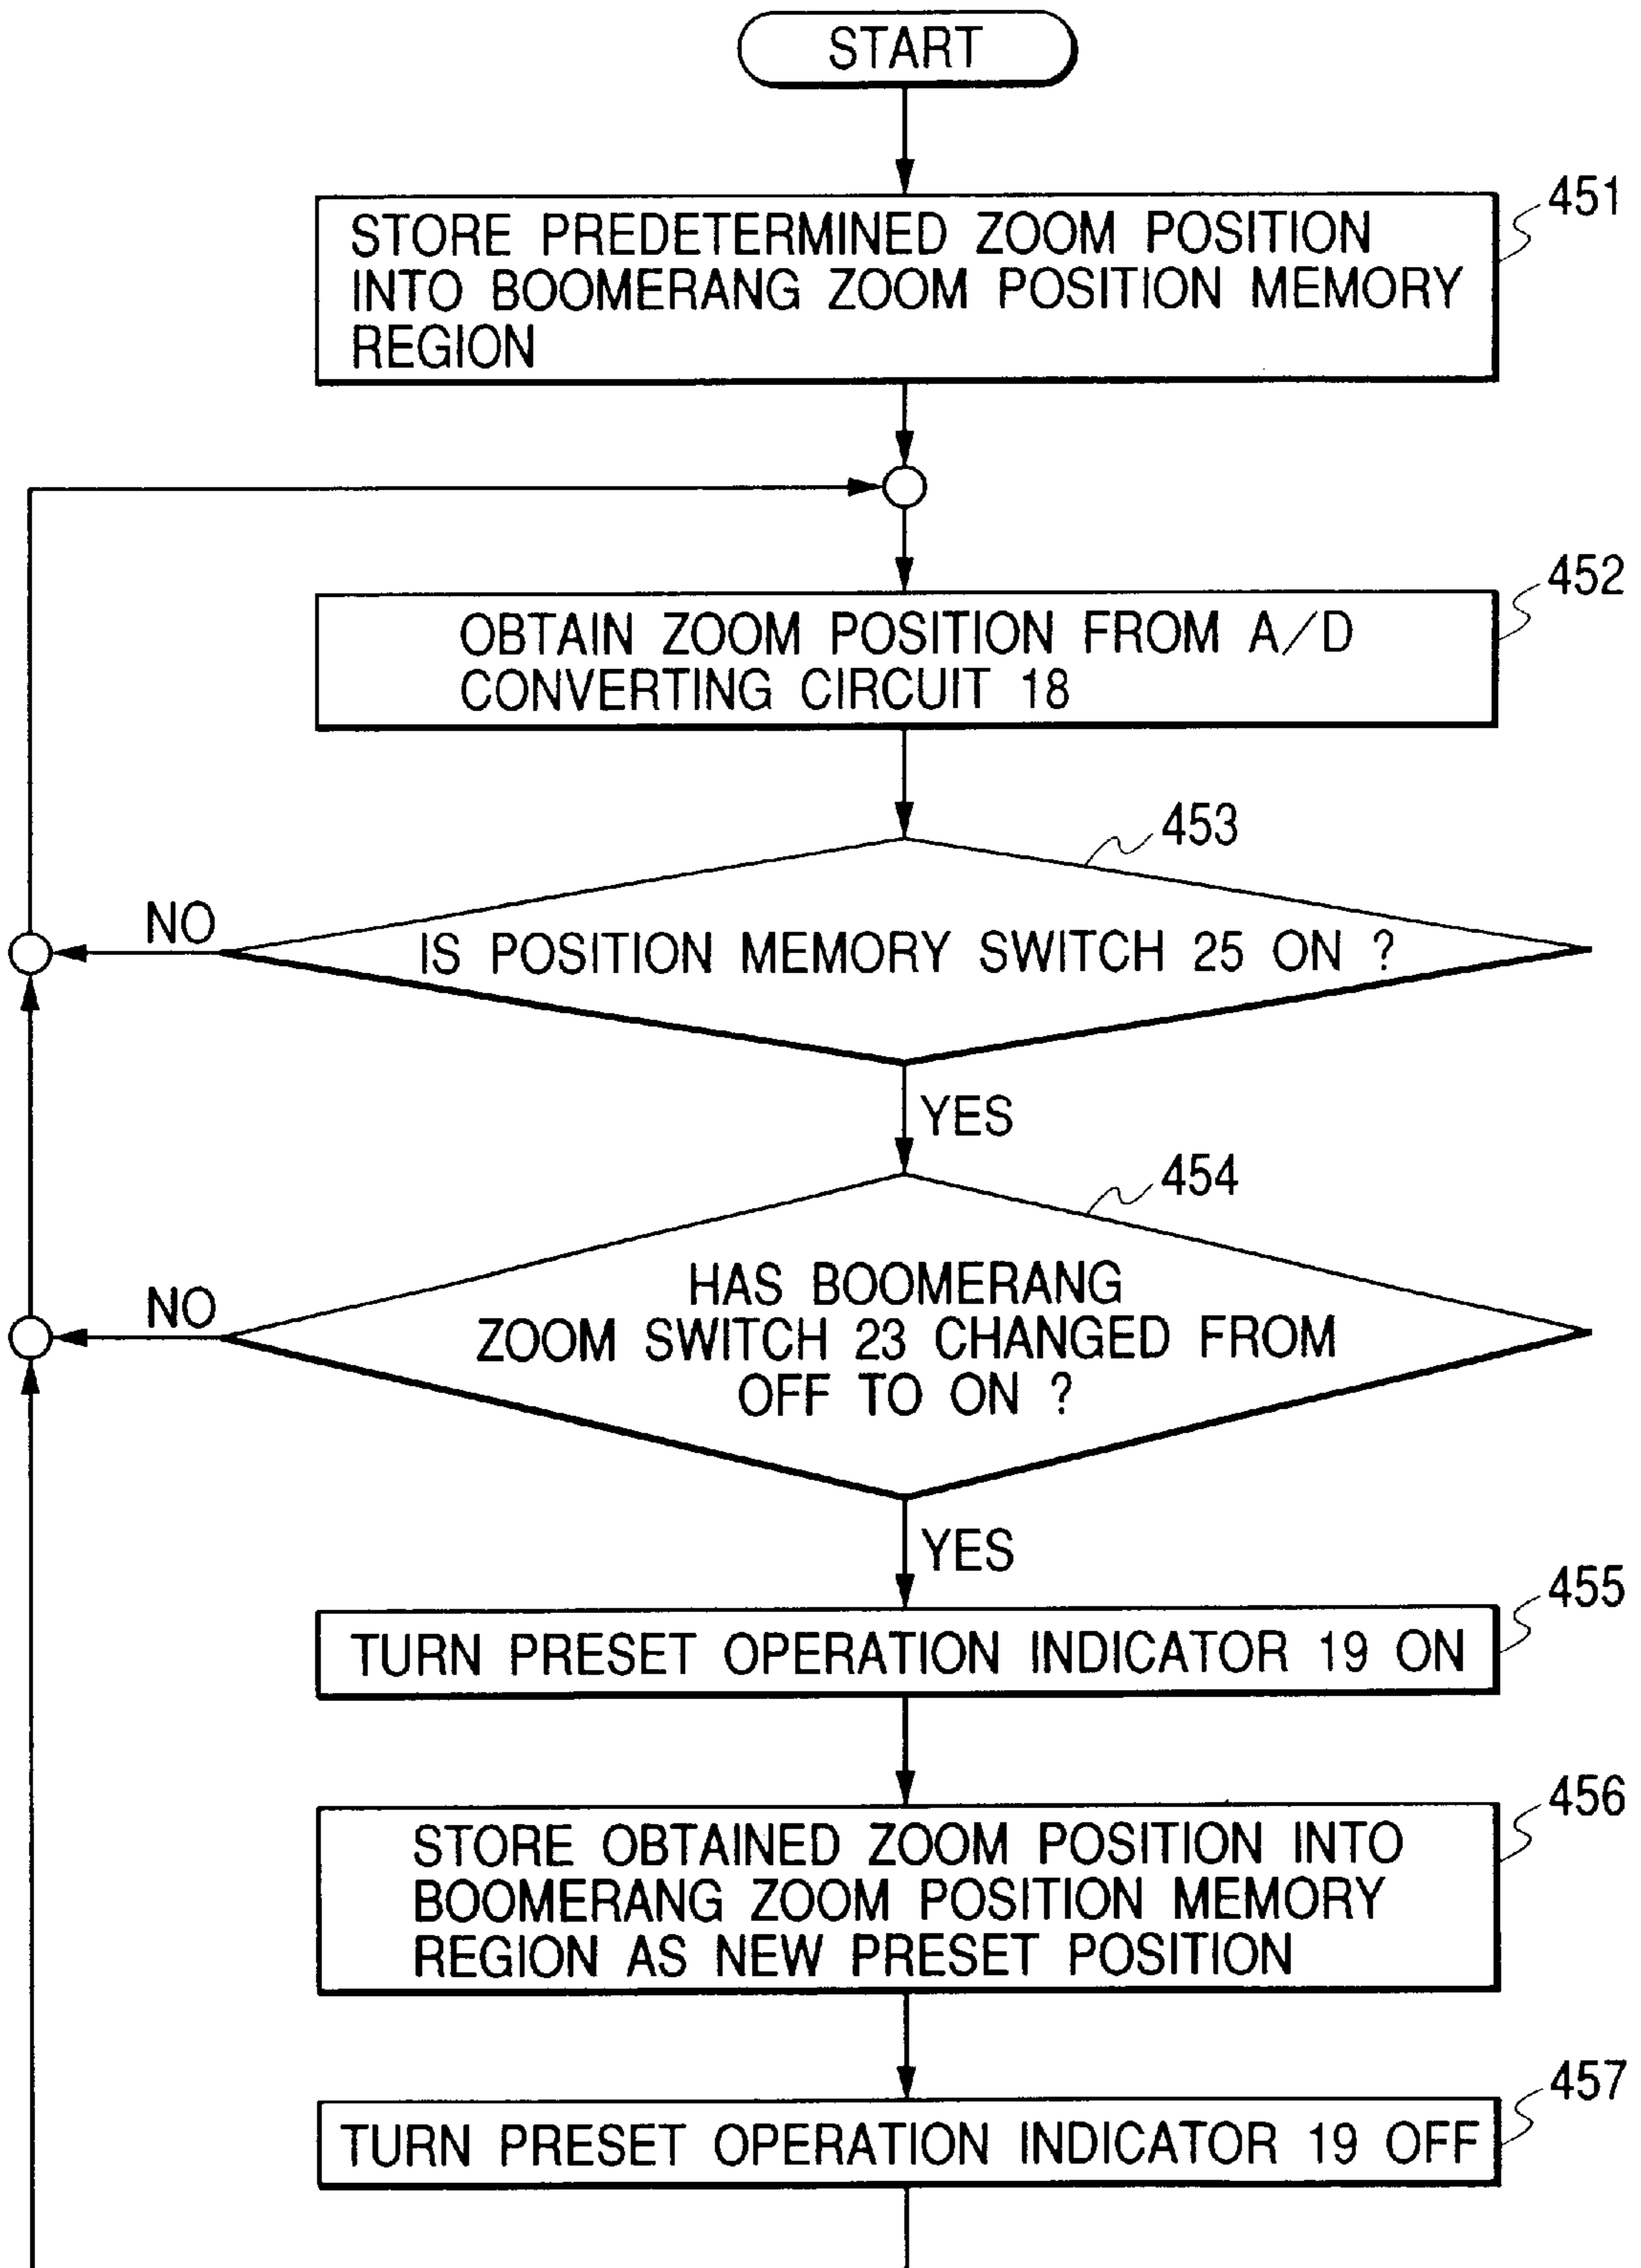 START
451
STORE PREDETERMINED ZOOM POSITION
INTO BOOMERANG ZOOM POSITION MEMORY
REGION
452
OBTAIN ZOOM POSITION FROM A/D
CONVERTING CIRCUIT 18
453
NO
IS POSITION MEMORY SWITCH 25 ON ?
YES
454
HAS BOOMERANG
NO
ZOOM SWITCH 23 CHANGED FROM
OFF TO ON ?
YES
455
TURN PRESET OPERATION INDICATOR 19 ON
456
STORE OBTAINED ZOOM POSITION INTO
BOOMERANG ZOOM POSITION MEMORY
REGION AS NEW PRESET POSITION
457
TURN PRESET OPERATION INDICATOR 19 OFF